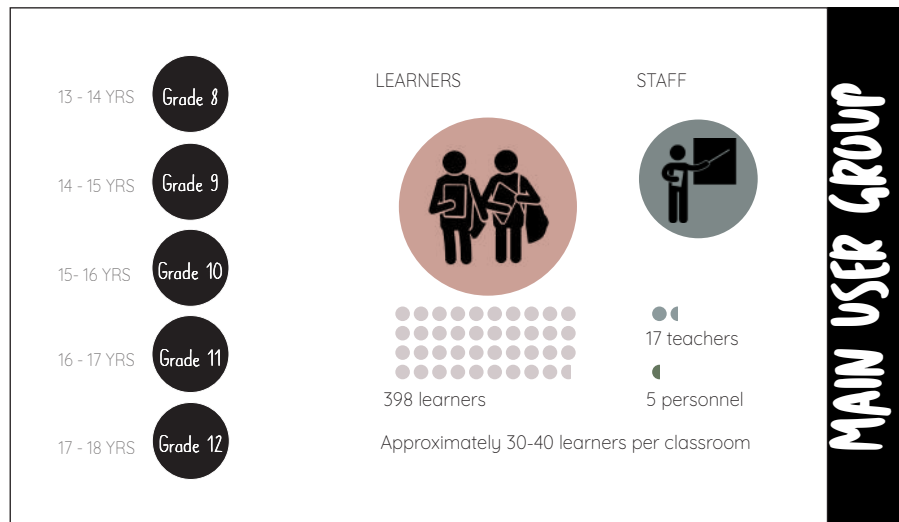 13 - 14 YRS
Grade 8
14 - 15 YRS
Grade 9
15- 16 YRS
Grade 10
16 - 17 YRS
Grade 11
17 - 18 YRS
Grade 12
LEARNERS
398 learners
STAFF
17 teachers
5 personnel
Approximately 30-40 learners per classroom
MAIN USER GROUP